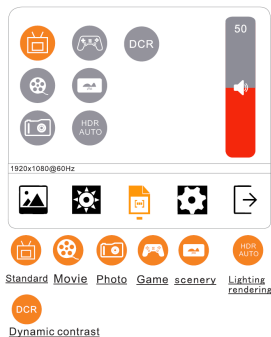 50
DCR
HDR
AUTO
1920x1080@60Hz
Standard Movie Photo Game scenery Lighting
rendering
HDR
AUTO
DCR
Dynamic contrast